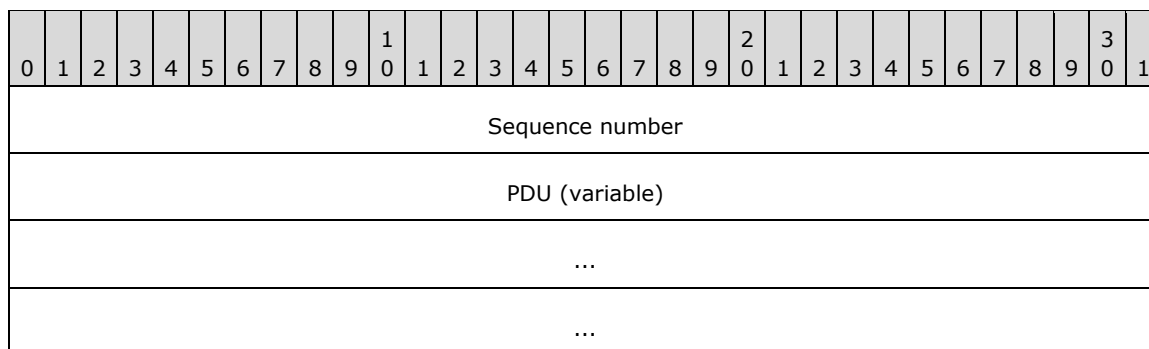 1 2 3
0 1 2 3 4 5 6 7 8 9 0 1 2 3 4 5 6 7 8 9 0 1 2 3 4 5 6 7 8 9 0 1
Sequence number
PDU (variable)
...
...